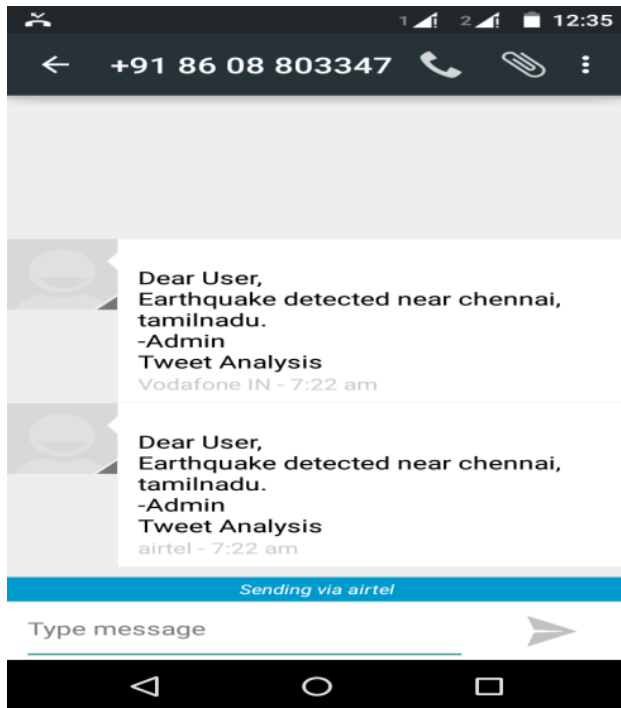 1 2 12:35
+91 86 08 803347
Dear User,
Earthquake detected near chennai,
tamilnadu.
-Admin
Tweet Analysis
Vodafone IN - 7:22 am
Dear User,
Earthquake detected near chennai,
tamilnadu.
-Admin
Tweet Analysis
airtel - 7:22 am
Sending via airtel
Type message